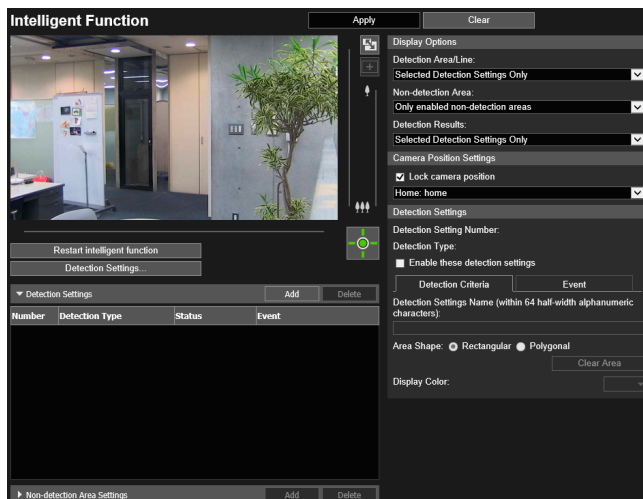 Intelligent Function
Apply
Clear
Display Options
Detection Area/Line:
Selected Detection Settings Only
Non-detection Area:
Only enabled non-detection areas
Detection Results:
Selected Detection Settings Only
Camera Position Settings
Lock camera position
Home: home
Detection Settings
Detection Setting Number:
Detection Type:
Enable these detection settings
Detection Criteria
Event
Detection Settings Name (within 64 half-width alphanumeric
characters):
Area Shape: Rectangular Polygonal
Clear Area
Display Color:
Restart intelligent function
Detection Settings...
Detection Settings
Add
Delete
Number Detection Type Status Event
Non-detection Area Settings
Add
Delete